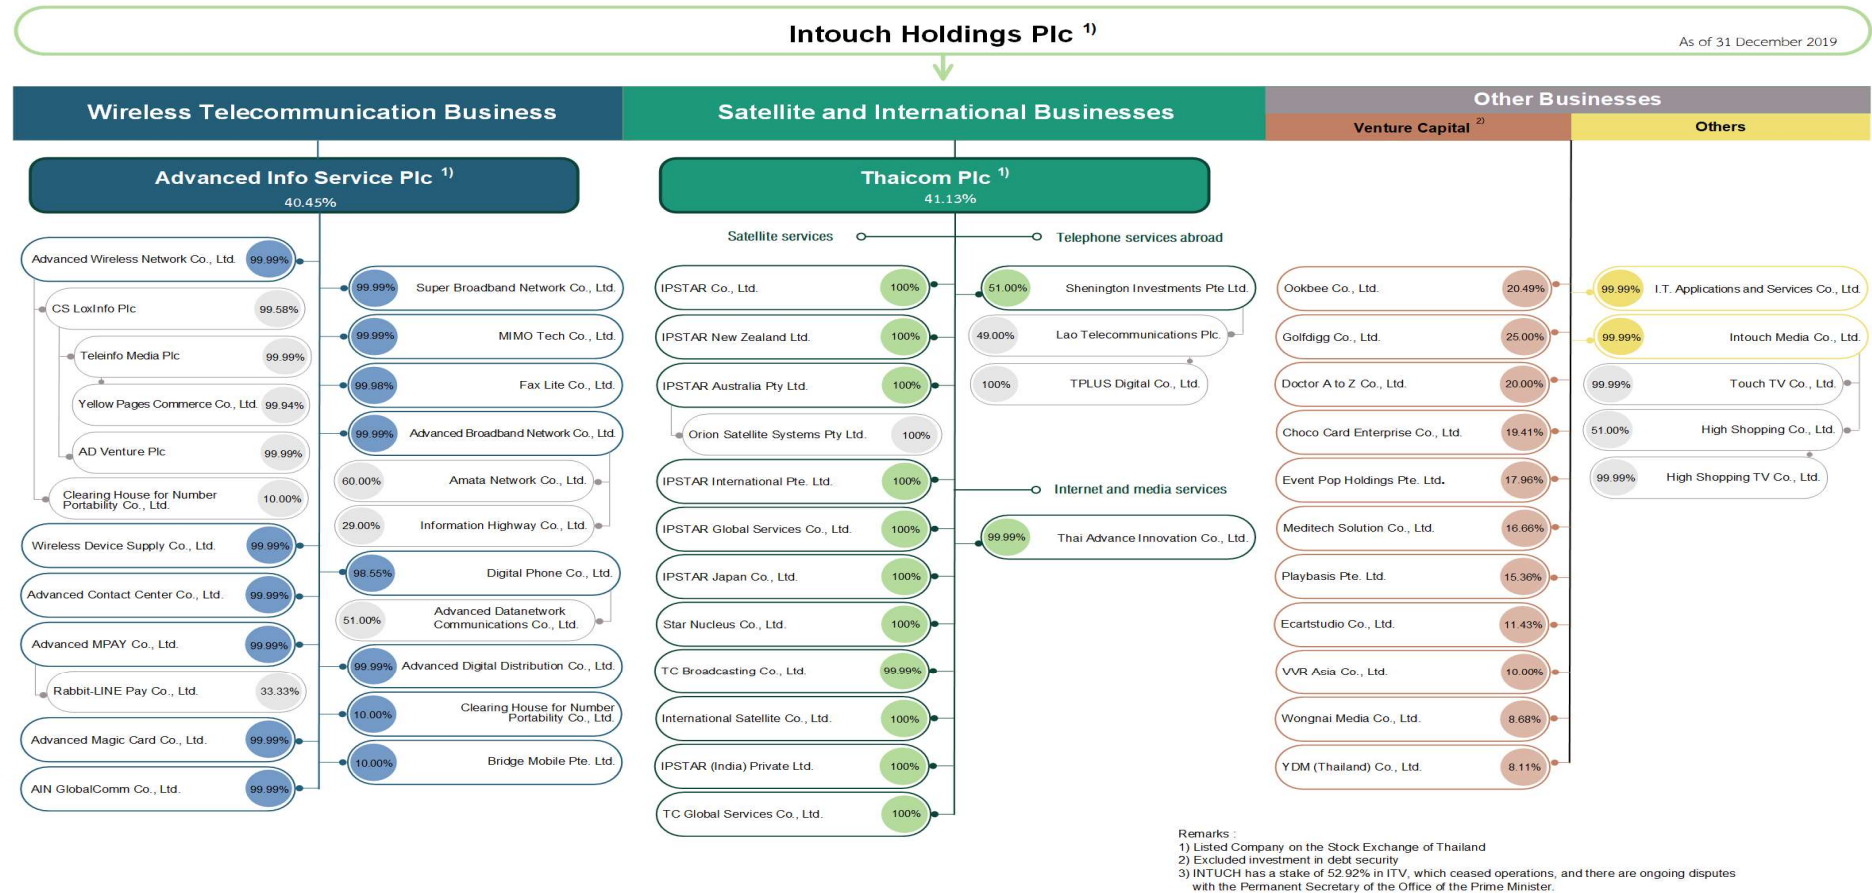 Intouch Holdings Plc 1)
As of 31 December 2019
Wireless Telecommunication Business
Advanced Info Service Plc 1)
40.45%
Advanced Wireless Network Co., Ltd. 99.99%
CS LoxInfo Plc 99.58%
Teleinfo Media Plc 99.99%
Yellow Pages Commerce Co., Ltd. 99.94%
AD Venture Plc 99.99%
Clearing House for Number
Portability Co., Ltd. 10.00%
Wireless Device Supply Co., Ltd. 99.99%
Advanced Contact Center Co., Ltd. 99.99%
Advanced MPAY Co., Ltd. 99.99%
Rabbit-LINE Pay Co., Ltd. 33.33%
Advanced Magic Card Co., Ltd. 99.99%
AIN GlobalComm Co., Ltd. 99.99%
99.99% Super Broadband Network Co., Ltd.
99.99% MIMO Tech Co., Ltd.
99.98% Fax Lite Co., Ltd.
99.99% Advanced Broadband Network Co., Ltd.
60.00% Amata Network Co., Ltd.
29.00% Information Highway Co., Ltd.
98.55% Digital Phone Co., Ltd.
51.00% Advanced Datanetwork
Communications Co., Ltd.
99.99% Advanced Digital Distribution Co., Ltd.
10.00% Clearing House for Number
Portability Co., Ltd.
10.00% Bridge Mobile Pte. Ltd.
Satellite and International Businesses
Thaicom Plc 1)
41.13%
Satellite services
IPSTAR Co., Ltd. 100%
IPSTAR New Zealand Ltd. 100%
IPSTAR Australia Pty Ltd. 100%
Orion Satellite Systems Pty Ltd. 100%
IPSTAR International Pte. Ltd. 100%
IPSTAR Global Services Co., Ltd. 100%
IPSTAR Japan Co., Ltd. 100%
Star Nucleus Co., Ltd. 100%
TC Broadcasting Co., Ltd. 99.99%
International Satellite Co., Ltd. 100%
IPSTAR (India) Private Ltd. 100%
TC Global Services Co., Ltd. 100%
Telephone services abroad
51.00% Shenington Investments Pte Ltd.
49.00% Lao Telecommunications Plc.
100% TPLUS Digital Co., Ltd.
Internet and media services
99.99% Thai Advance Innovation Co., Ltd.
Other Businesses
Venture Capital 2)
Ookbee Co., Ltd. 20.49%
Golfdigg Co., Ltd. 25.00%
Doctor A to Z Co., Ltd. 20.00%
Choco Card Enterprise Co., Ltd. 19.41%
Event Pop Holdings Pte. Ltd. 17.96%
Meditech Solution Co., Ltd. 16.66%
Playbasis Pte. Ltd. 15.36%
Ecartstudio Co., Ltd. 11.43%
VVR Asia Co., Ltd. 10.00%
Wongnai Media Co., Ltd. 8.68%
YDM (Thailand) Co., Ltd. 8.11%
Others
99.99% I.T. Applications and Services Co., Ltd.
99.99% Intouch Media Co., Ltd.
99.99% Touch TV Co., Ltd.
51.00% High Shopping Co., Ltd.
99.99% High Shopping TV Co., Ltd.
Remarks :
1) Listed Company on the Stock Exchange of Thailand
2) Excluded investment in debt security
3) INTUCH has a stake of 52.92% in ITV, which ceased operations, and there are ongoing disputes
with the Permanent Secretary of the Office of the Prime Minister.